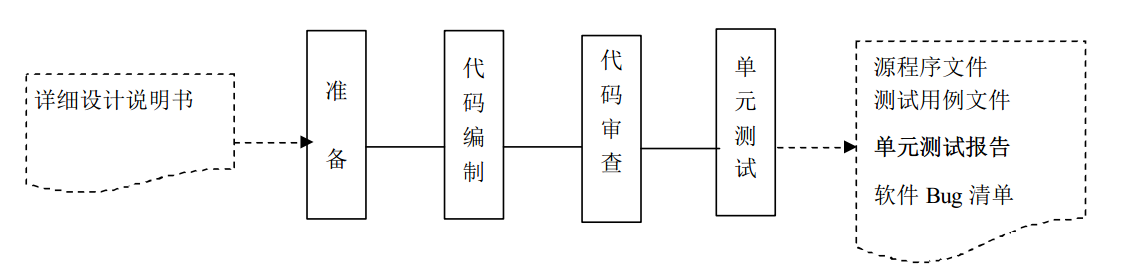 详细设计说明书
准备
代码编制
代码审查
单元测试
源程序文件
测试用例文件
单元测试报告
软件 Bug 清单